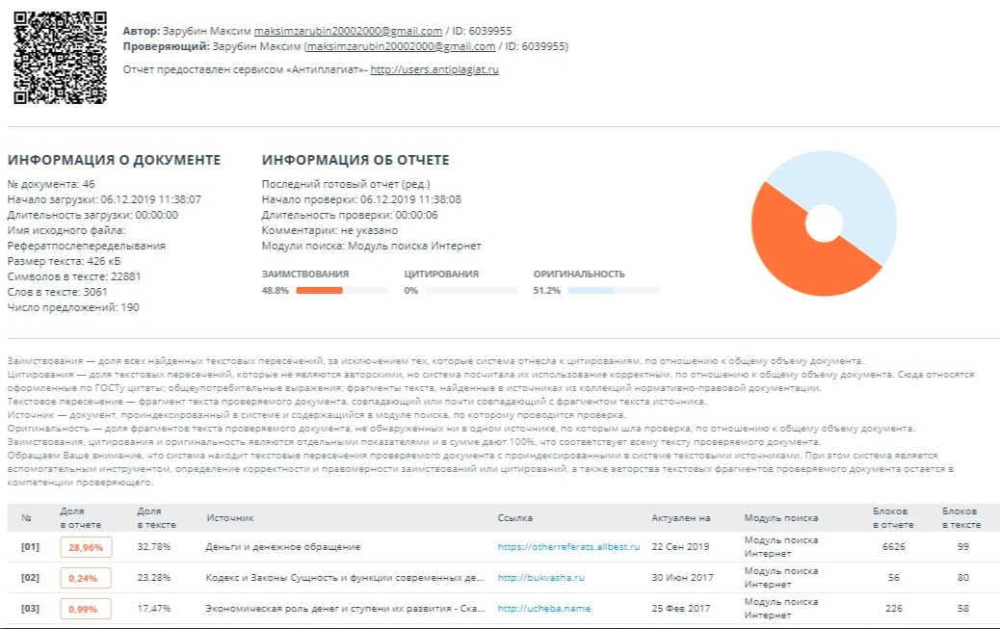 Автор: Зарубин Максим maksimzarubin20002000@gmail.com / ID: 6039955
Проверяющий: Зарубин Максим (maksimzarubin20002000@gmail.com / ID: 6039955)
Отчет предоставлен сервисом «Антиплагиат»- http://users.antiplagiat.ru
ИНФОРМАЦИЯ О ДОКУМЕНТЕ
№ документа: 46
Начало загрузки: 06.12.2019 11:38:07
Длительность загрузки: 00:00:00
Имя исходного файла:
Рефератпослепеределывания
Размер текста: 426 кБ
Символов в тексте: 22881
Слов в тексте: 3061
Число предложений: 190
ИНФОРМАЦИЯ ОБ ОТЧЕТЕ
Последний готовый отчет (ред.)
Начало проверки: 06.12.2019 11:38:08
Длительность проверки: 00:00:06
Комментарии: не указано
Модули поиска: Модуль поиска Интернет
ЗАИМСТВОВАНИЯ ЦИТИРОВАНИЯ ОРИГИНАЛЬНОСТЬ
48.8% 0% 51.2%
Заимствования — доля всех найденных текстовых пересечений, за исключением тех, которые система отнесла к цитированиям, по отношению к общему объему документа.
Цитирования — доля текстовых пересечений, которые не являются авторскими, но система посчитала их использование корректным, по отношению к общему объему документа. Сюда относятся
оформленные по ГОСТу цитаты; общеупотребительные выражения; фрагменты текста, найденные в источниках из коллекций нормативно-правовой документации.
Текстовое пересечение — фрагмент текста проверяемого документа, совпадающий или почти совпадающий с фрагментом текста источника.
Источник — документ, проиндексированный в системе и содержащийся в модуле поиска, по которому проводится проверка.
Оригинальность — доля фрагментов текста проверяемого документа, не обнаруженных ни в одном источнике, по которым шла проверка, по отношению к общему объему документа.
Заимствования, цитирования и оригинальность являются отдельными показателями и в сумме дают 100%, что соответствует всему тексту проверяемого документа.
Обращаем Ваше внимание, что система находит текстовые пересечения проверяемого документа с проиндексированными в системе текстовыми источниками. При этом система является
вспомогательным инструментом, определение корректности и правомерности заимствований или цитирований, а также авторства текстовых фрагментов проверяемого документа остается в
компетенции проверяющего.
№ Доля в отчете Доля в тексте Источник Ссылка Актуален на Модуль поиска Блоков в отчете Блоков в тексте
[01] 28,96% 32,78% Деньги и денежное обращение https://otherreferats.allbest.ru 22 Сен 2019 Модуль поиска Интернет 6626 99
[02] 0,24% 23,28% Кодекс и Законы Сущность и функции современных де... http://bukvasha.ru 30 Июн 2017 Модуль поиска Интернет 56 80
[03] 0,99% 17,47% Экономическая роль денег и ступени их развития - Ска... http://ucheba.name 25 Фев 2017 Модуль поиска Интернет 226 58